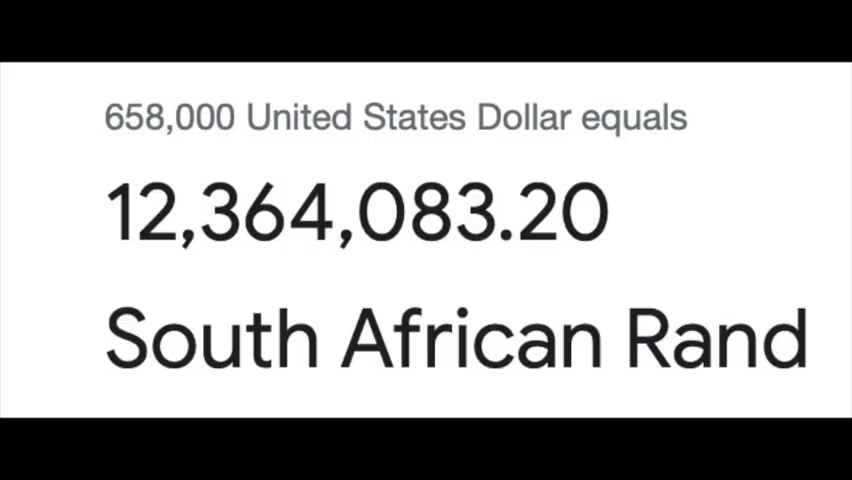 658,000 United States Dollar equals
12,364,083.20
South African Rand